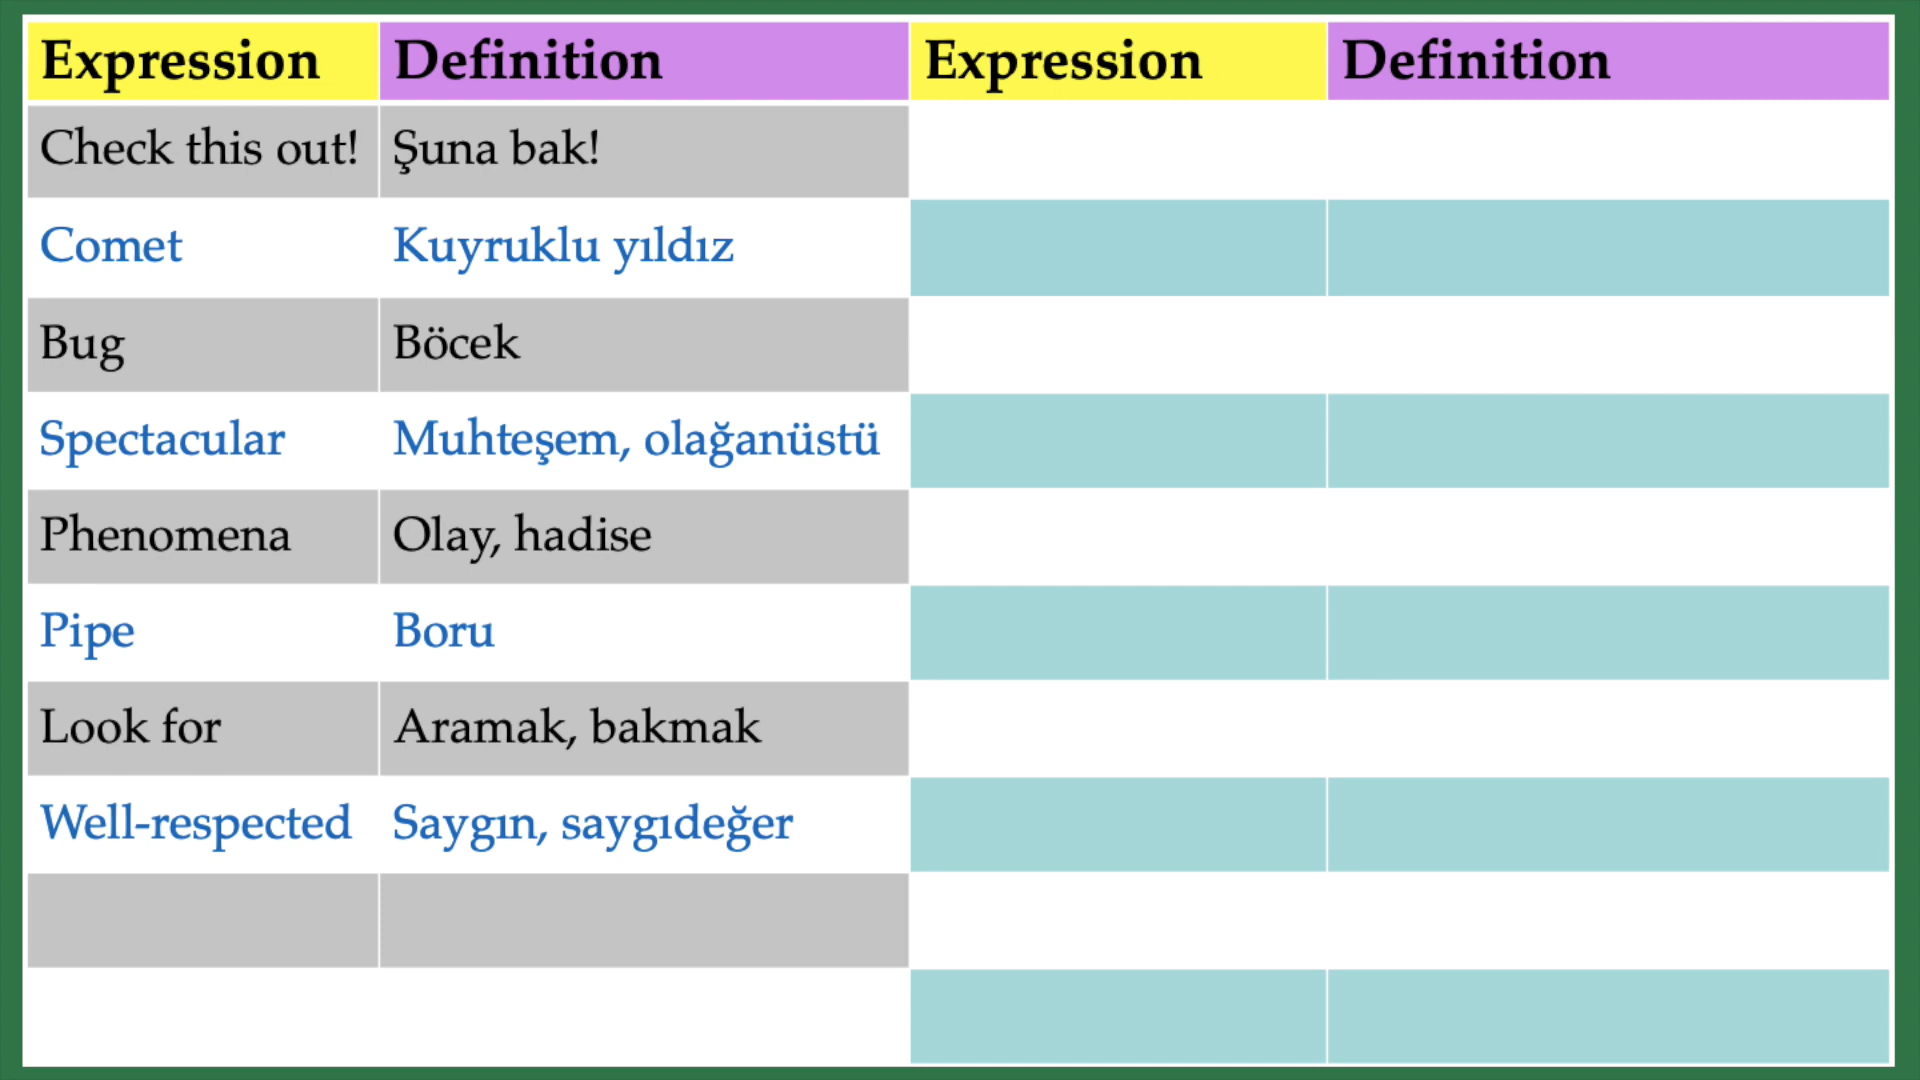 Expression Definition Expression Definition
Check this out! Şuna bak!
Comet Kuyruklu yıldız
Bug Böcek
Spectacular Muhteşem, olağanüstü
Phenomena Olay, hadise
Pipe Boru
Look for Aramak, bakmak
Well-respected Saygın, saygıdeğer